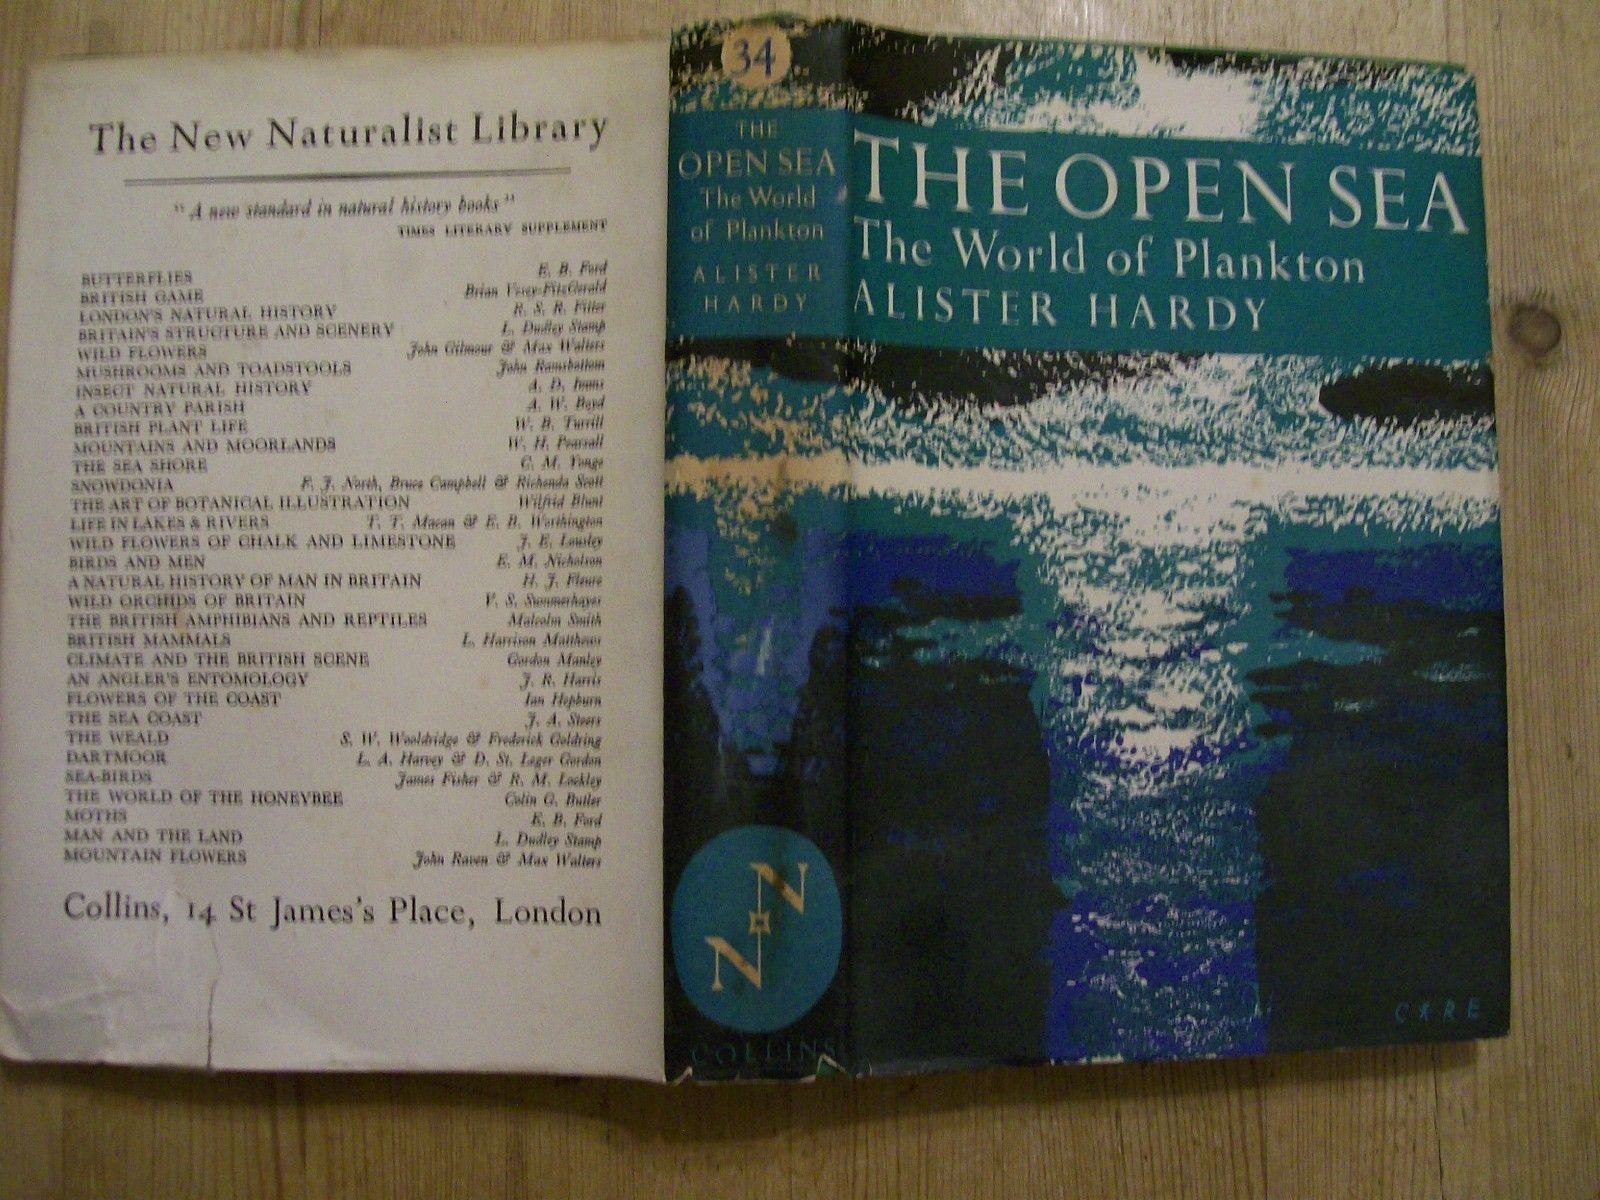 The New Naturalist Library
"A new standard in natural history books"
TIMES LITERARY SUPPLEMENT
BUTTERFLIES E. B. Ford
BRITISH GAME Brian Vesey-FitzGerald
LONDON'S NATURAL HISTORY R. S. R. Fitter
BRITAIN'S STRUCTURE AND SCENERY L. Dudley Stamp
WILD FLOWERS John Gilmour & Max Walters
MUSHROOMS AND TOADSTOOLS John Ramsbottom
INSECT NATURAL HISTORY A. D. Imms
A COUNTRY PARISH A. W. Boyd
BRITISH PLANT LIFE W. B. Turrill
MOUNTAINS AND MOORLANDS W. H. Pearsall
THE SEA SHORE C. M. Yonge
SNOWDONIA F. J. North, Bruce Campbell & Richenda Scott
THE ART OF BOTANICAL ILLUSTRATION Wilfrid Blunt
LIFE IN LAKES & RIVERS T. T. Macan & E. B. Worthington
WILD FLOWERS OF CHALK AND LIMESTONE J. E. Lousley
BIRDS AND MEN E. M. Nicholson
A NATURAL HISTORY OF MAN IN BRITAIN H. J. Fleure
WILD ORCHIDS OF BRITAIN V. S. Summerhayes
THE BRITISH AMPHIBIANS AND REPTILES Malcolm Smith
BRITISH MAMMALS L. Harrison Matthews
CLIMATE AND THE BRITISH SCENE Gordon Manley
AN ANGLER'S ENTOMOLOGY J. R. Harris
FLOWERS OF THE COAST Ian Hepburn
THE SEA COAST J. A. Steers
THE WEALD S. W. Wooldridge & Frederick Goldring
DARTMOOR L. A. Harvey & D. St. Leger Gordon
SEA-BIRDS James Fisher & R. M. Lockley
THE WORLD OF THE HONEYBEE Colin G. Butler
MOTHS E. B. Ford
MAN AND THE LAND L. Dudley Stamp
MOUNTAIN FLOWERS John Raven & Max Walters
Collins, 14 St James's Place, London
34
THE
OPEN SEA
The World
of Plankton
ALISTER
HARDY
N N
COLLINS
THE OPEN SEA
The World of Plankton
ALISTER HARDY
C&RE